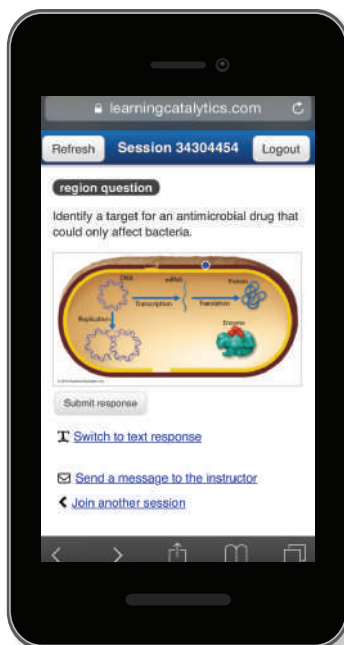 learningcatalytics.com
Refresh Session 34304454 Logout
region question
Identify a target for an antimicrobial drug that
could only affect bacteria.
DNA mRNA Protein
Transcription Translation
Replication Enzyme
Submit response
Switch to text response
Send a message to the instructor
Join another session